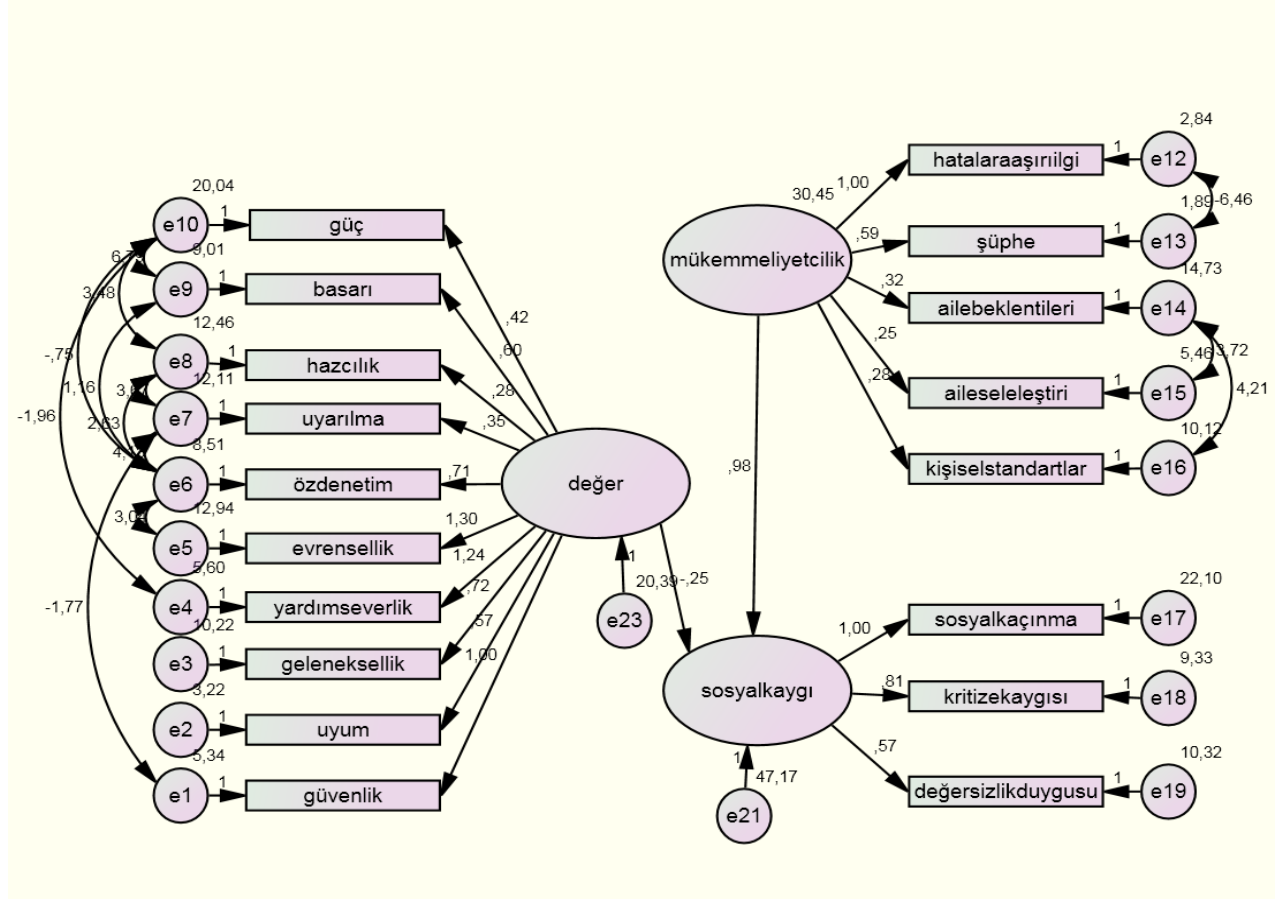 20,04
e10
1
güç
9,01
e9
1
basarı
12,46
e8
1
hazcılık
12,11
e7
1
uyarılma
8,51
e6
1
özdenetim
12,94
e5
1
evrensellik
5,60
e4
1
yardımseverlik
10,22
e3
1
geleneksellik
3,22
e2
1
uyum
5,34
e1
1
güvenlik
3,48
-,75
1,16
-1,96
2,63
-1,77
,42
,60
,28
,35
,71
1,30
1,24
,72
,57
1,00
değer
1
20,39
e23
-,25
mükemmeliyetcilik
30,45
1,00
,59
,32
,25
,28
,98
hatalaraaşırıilgi
1
e12
2,84
şüphe
1
e13
1,89
-6,46
ailebeklentileri
1
e14
14,73
aileseleleştiri
1
e15
5,46
3,72
4,21
kişiselstandartlar
1
e16
10,12
sosyalkaygı
1
47,17
e21
1,00
,81
,57
sosyalkaçınma
1
e17
22,10
kritizekaygısı
1
e18
9,33
değersizlikduygusu
1
e19
10,32